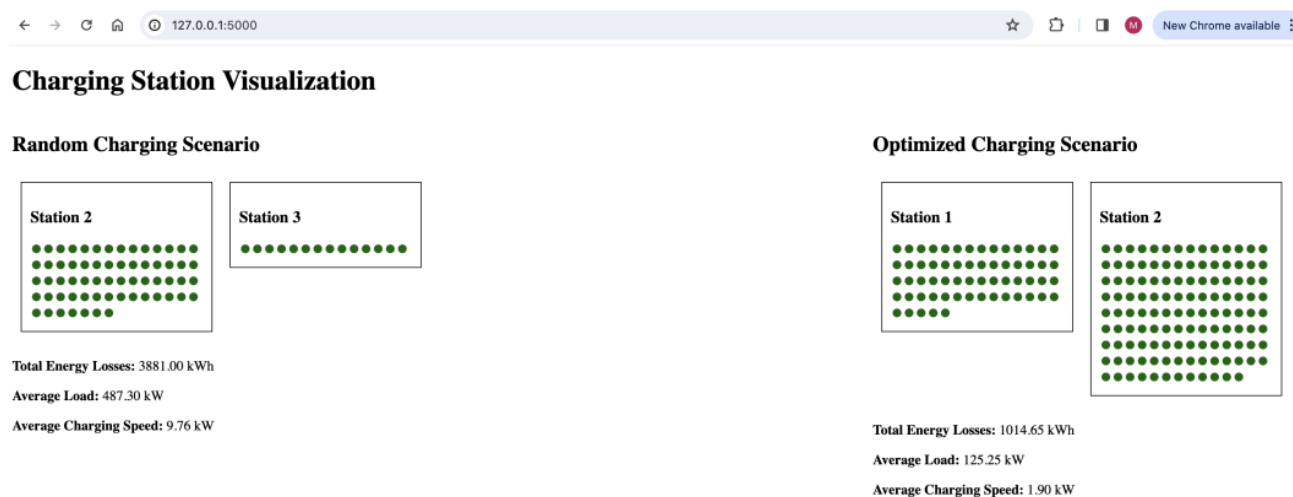 127.0.0.1:5000
M
New Chrome available
Charging Station Visualization
Random Charging Scenario
Station 2
Station 3
Total Energy Losses: 3881.00 kWh
Average Load: 487.30 kW
Average Charging Speed: 9.76 kW
Optimized Charging Scenario
Station 1
Station 2
Total Energy Losses: 1014.65 kWh
Average Load: 125.25 kW
Average Charging Speed: 1.90 kW